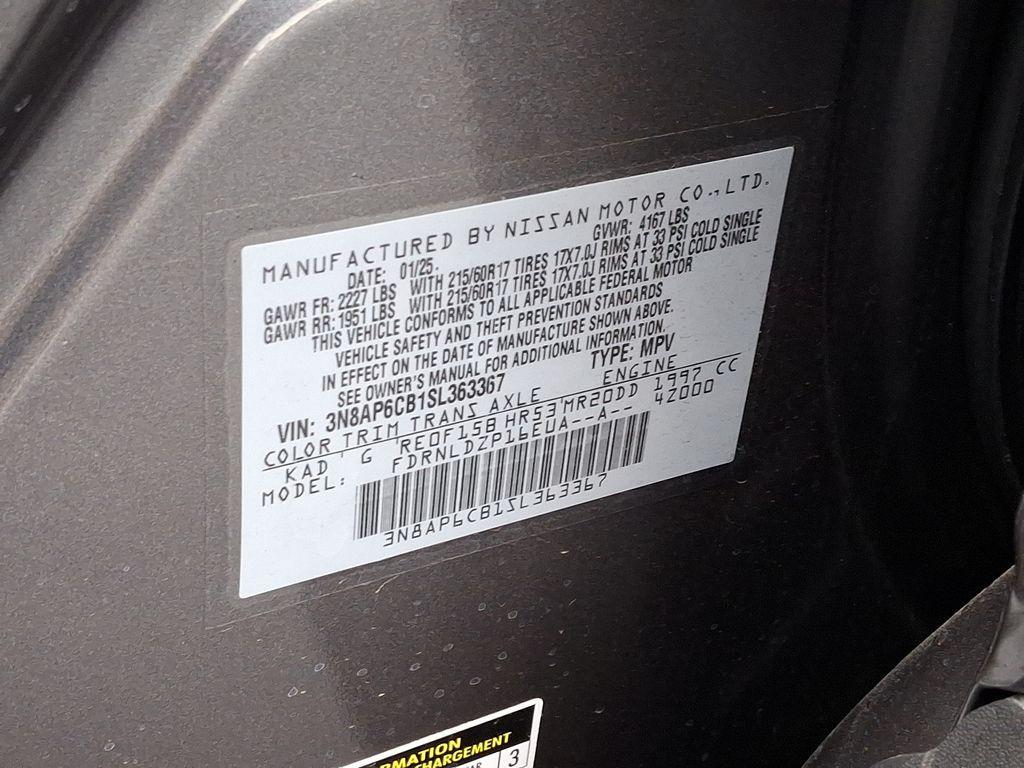 MANUFACTURED BY NISSAN MOTOR CO., LTD.
DATE: 01/25. GVWR: 4167 LBS
GAWR FR: 2227 LBS WITH 215/60R17 TIRES 17X7.0J RIMS AT 33 PSI COLD SINGLE
GAWR RR: 1951 LBS WITH 215/60R17 TIRES 17X7.0J RIMS AT 33 PSI COLD SINGLE
THIS VEHICLE CONFORMS TO ALL APPLICABLE FEDERAL MOTOR
VEHICLE SAFETY AND THEFT PREVENTION STANDARDS
IN EFFECT ON THE DATE OF MANUFACTURE SHOWN ABOVE.
SEE OWNER'S MANUAL FOR ADDITIONAL INFORMATION.
VIN: 3N8AP6CB1SL363367 TYPE: MPV
COLOR TRIM TRANS AXLE ENGINE
KAD ' G 'RE0F15B HR53'MR20DD 1997 CC
MODEL: FDRNLDZP16EUA--A-- 42000
3N8AP6CB1SL363367
3